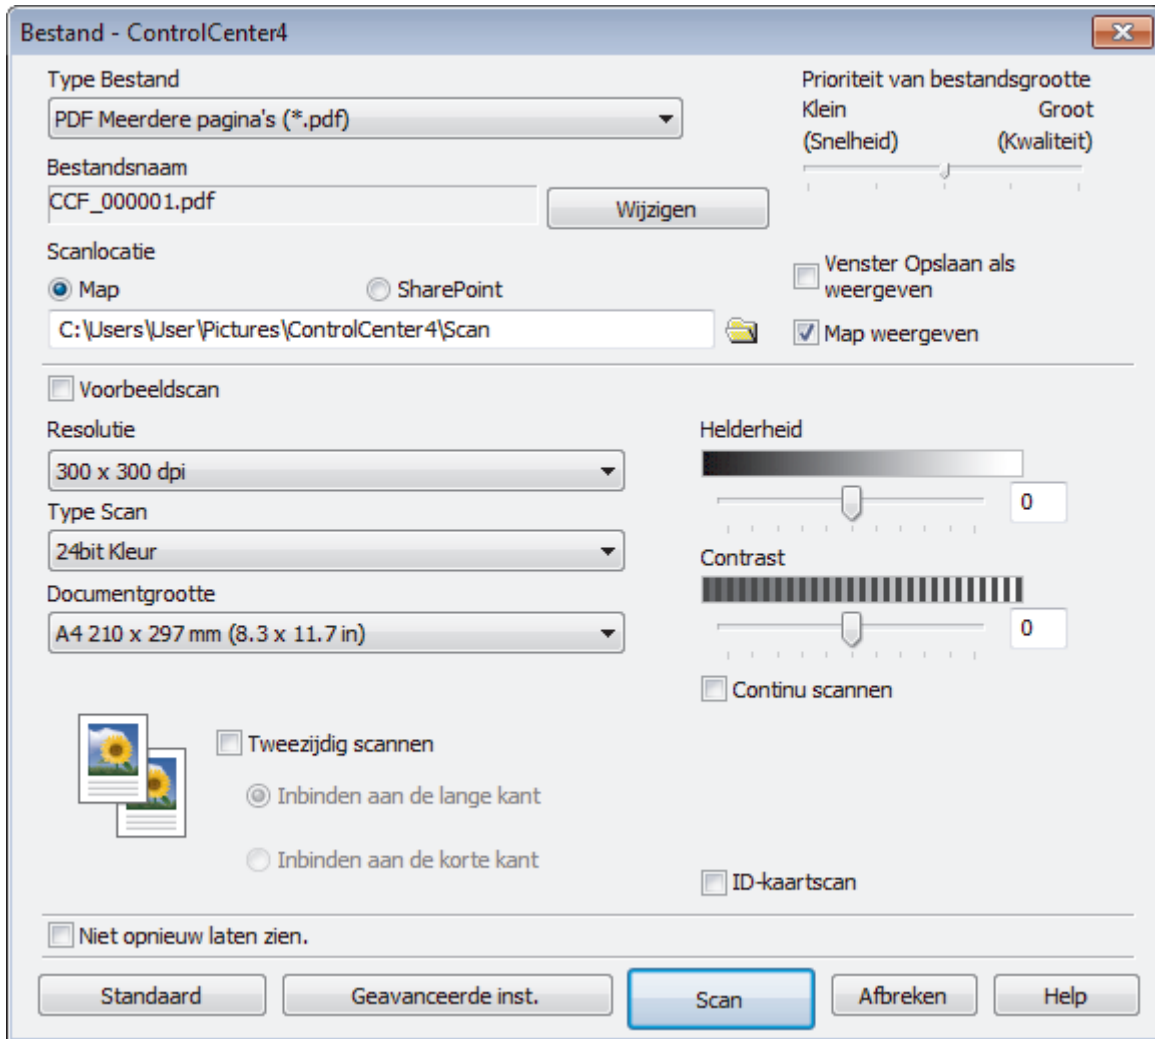 Bestand - ControlCenter4
Type Bestand
PDF Meerdere pagina's (*.pdf)
Prioriteit van bestandsgrootte
Klein Groot
(Snelheid) (Kwaliteit)
Bestandsnaam
CCF_000001.pdf
Wijzigen
Scanlocatie
Map
SharePoint
C:\Users\User\Pictures\ControlCenter4\Scan
Venster Opslaan als
weergeven
Map weergeven
Voorbeeldscan
Resolutie
300 x 300 dpi
Type Scan
24bit Kleur
Documentgrootte
A4 210 x 297 mm (8.3 x 11.7 in)
Helderheid
0
Contrast
0
Continu scannen
Tweezijdig scannen
Inbinden aan de lange kant
Inbinden aan de korte kant
ID-kaartscan
Niet opnieuw laten zien.
Standaard
Geavanceerde inst.
Scan
Afbreken
Help